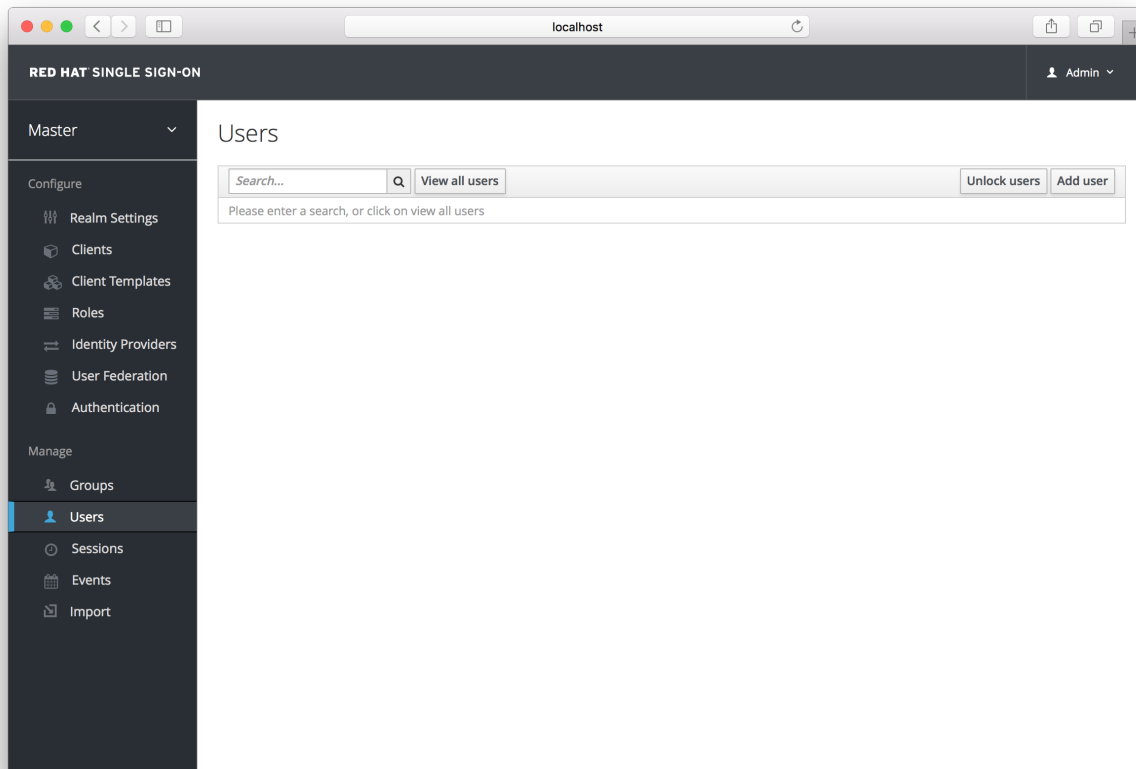 localhost
RED HAT SINGLE SIGN-ON
Admin
Master
Users
Search...
View all users
Unlock users
Add user
Please enter a search, or click on view all users
Configure
Realm Settings
Clients
Client Templates
Roles
Identity Providers
User Federation
Authentication
Manage
Groups
Users
Sessions
Events
Import